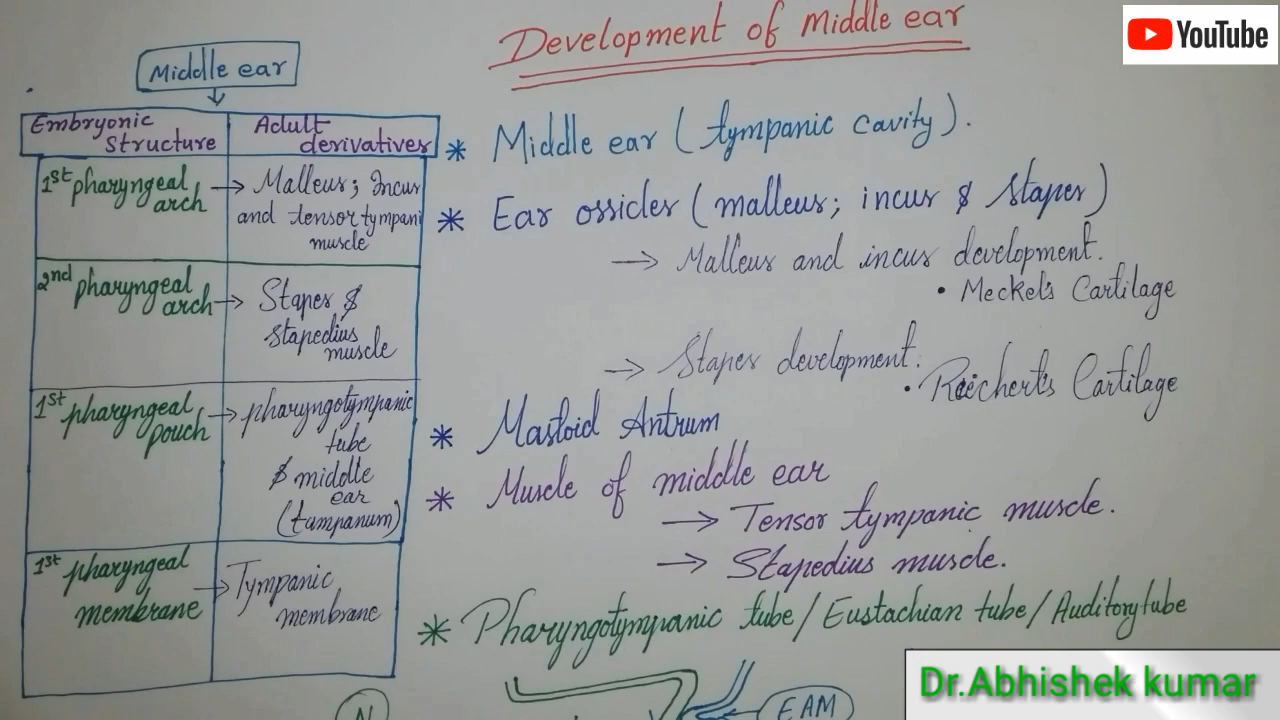 Development of Middle ear
YouTube
Middle ear
Embryonic Structure
Adult derivatives
1st pharyngeal arch → Malleus; Incus and tensor tympani muscle
2nd pharyngeal arch → Stapes & stapedius muscle
1st pharyngeal pouch → pharyngotympanic tube & middle ear (tampanum)
1st pharyngeal membrane → Tympanic membrane
* Middle ear (tympanic cavity).
* Ear ossicles (malleus; incus & stapes)
→ Malleus and incus development.
• Meckel's Cartilage
→ Stapes development.
• Reichert's Cartilage
* Mastoid Antrum
* Muscle of middle ear
→ Tensor tympanic muscle.
→ Stapedius muscle.
* Pharyngotympanic tube / Eustachian tube / Auditory tube
EAM
Dr.Abhishek kumar